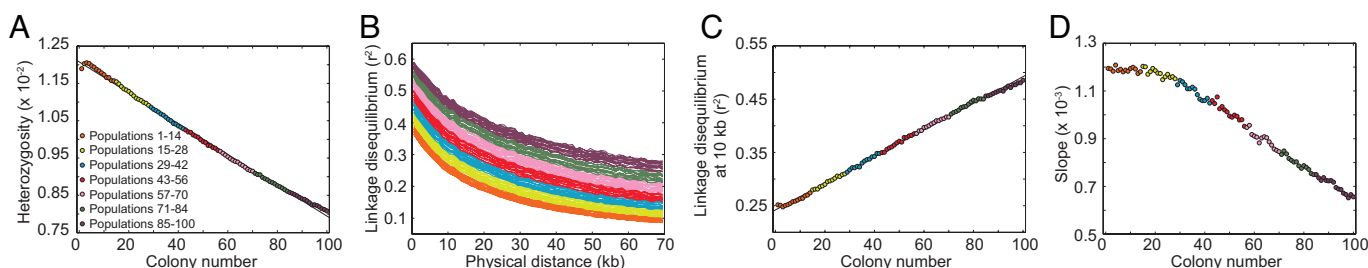 A
Heterozygosity (x 10-2)
1.25
1.15
1.05
0.95
0.85
0.75
Populations 1-14
Populations 15-28
Populations 29-42
Populations 43-56
Populations 57-70
Populations 71-84
Populations 85-100
0 20 40 60 80 100
Colony number
B
Linkage disequilibrium (r2)
0.6
0.5
0.4
0.3
0.2
0.1
0 10 20 30 40 50 60 70
Physical distance (kb)
C
Linkage disequilibrium
at 10 kb (r2)
0.55
0.45
0.35
0.25
0 20 40 60 80 100
Colony number
D
Slope (x 10-3)
1.5
1.2
0.9
0.6
0.5
0 20 40 60 80 100
Colony number